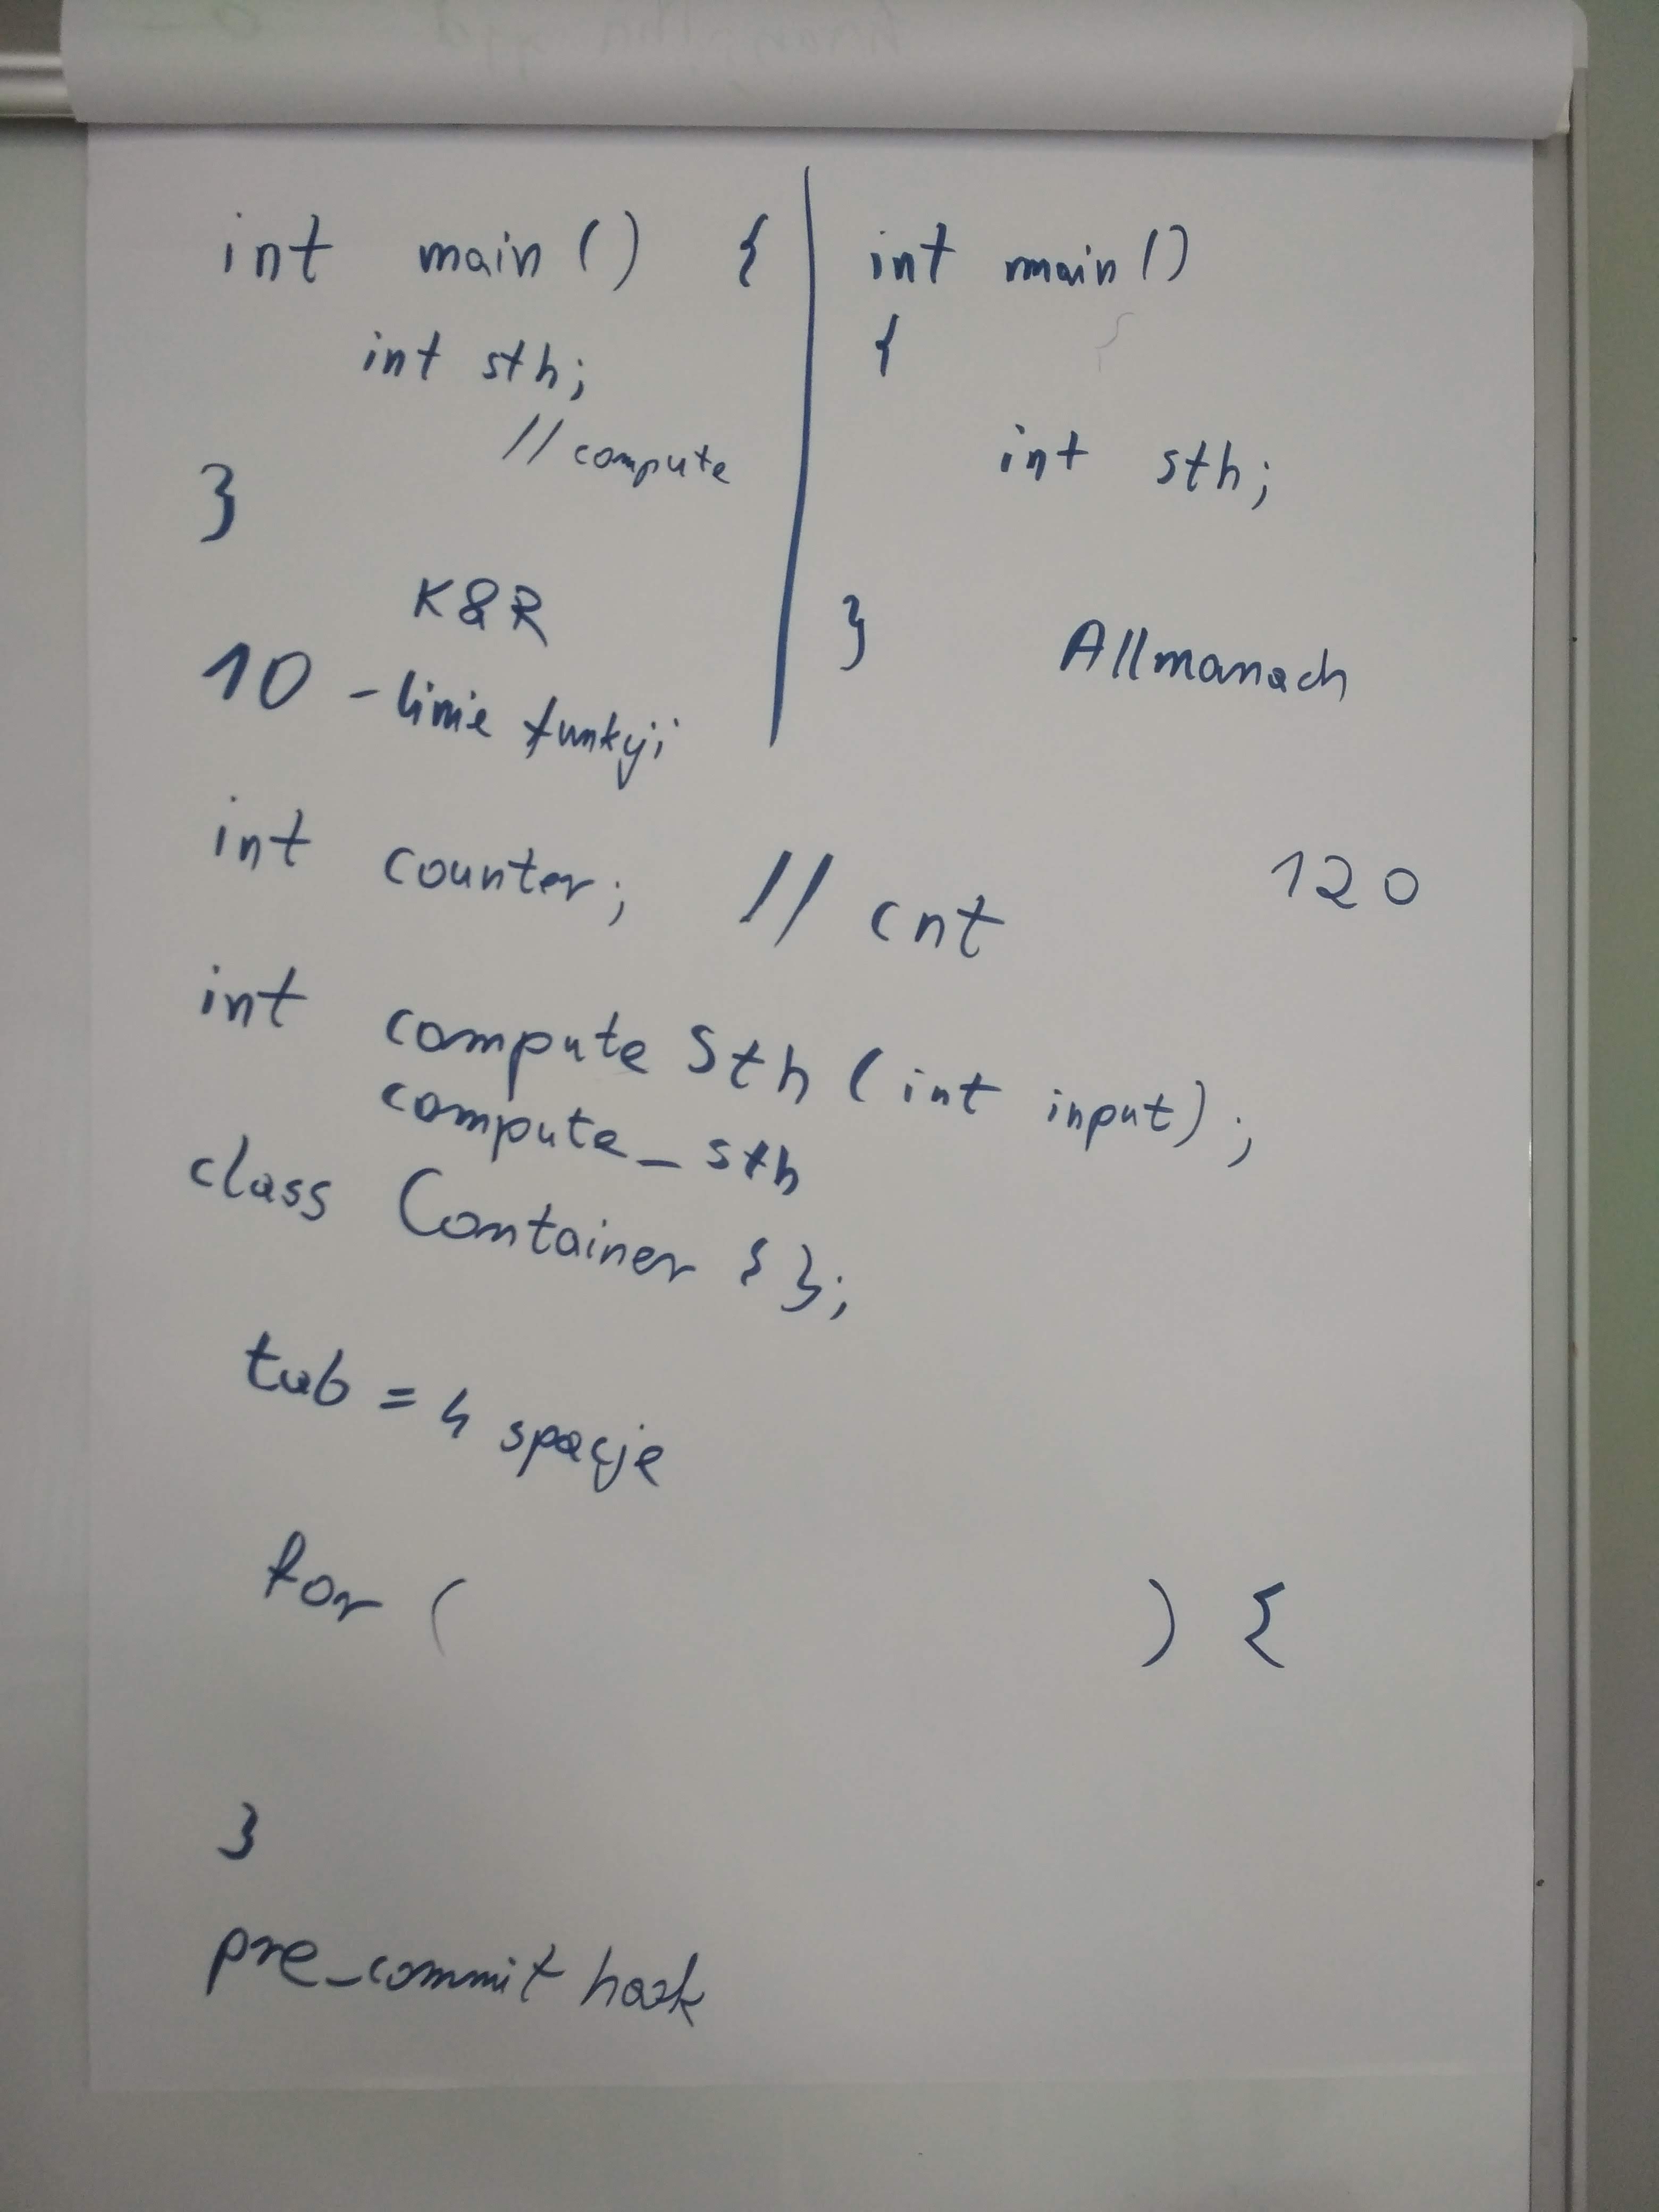 int main() {
int sth;
// compute
}
K&R
int main()
{
int sth;
}
Allmanach
10 - linie funkcji
int counter; // cnt
120
int computeSth (int input);
compute_sth
class Container { };
tab = 4 spacje
for ( ) {
}
pre_commit hook